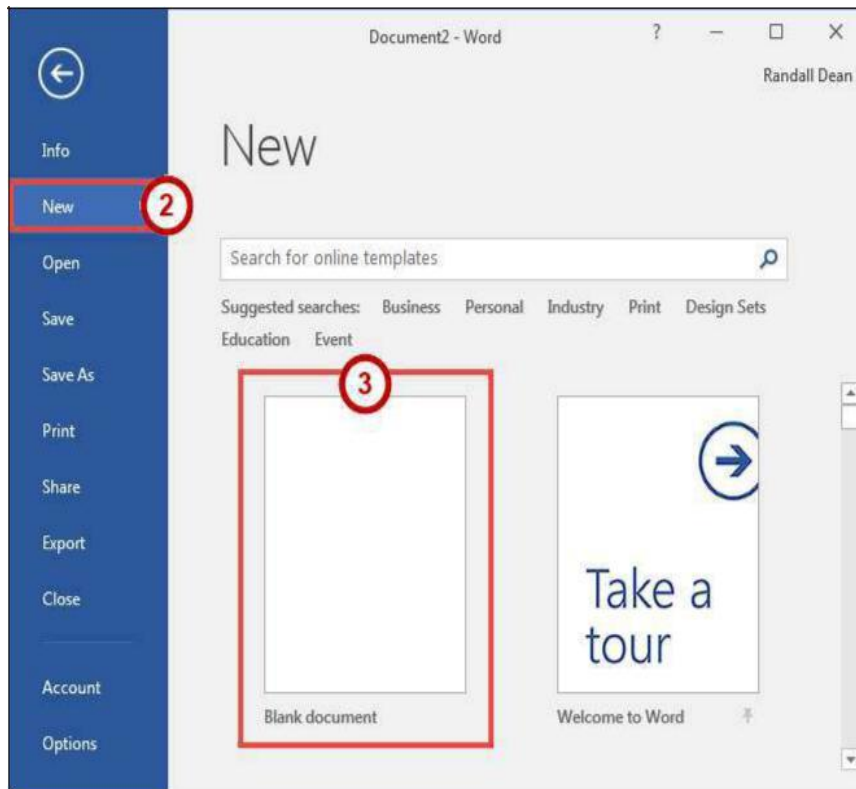 Document2 - Word ?
Randall Dean
Info
New 2
Open
Save
Save As
Print
Share
Export
Close
Account
Options
New
Search for online templates
Suggested searches: Business Personal Industry Print Design Sets
Education Event
3
Take a
tour
Blank document
Welcome to Word